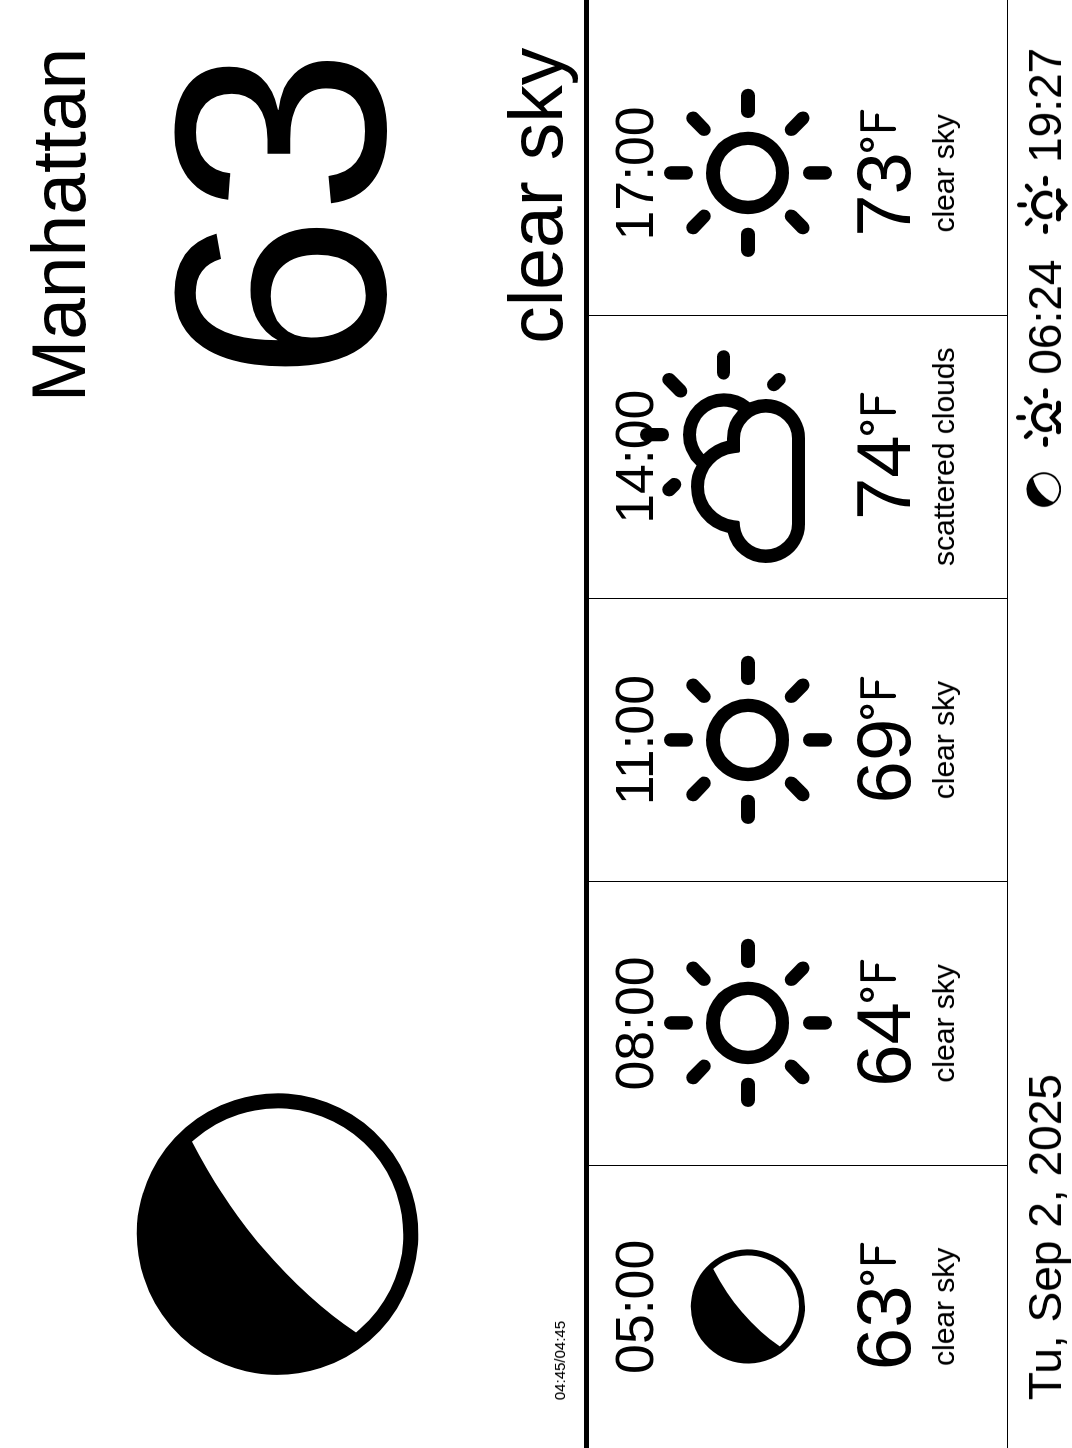 Manhattan
63
clear sky
04:45/04:45
05:00
63°F
clear sky
08:00
64°F
clear sky
11:00
69°F
clear sky
14:00
74°F
scattered clouds
17:00
73°F
clear sky
Tu, Sep 2, 2025
06:24
19:27